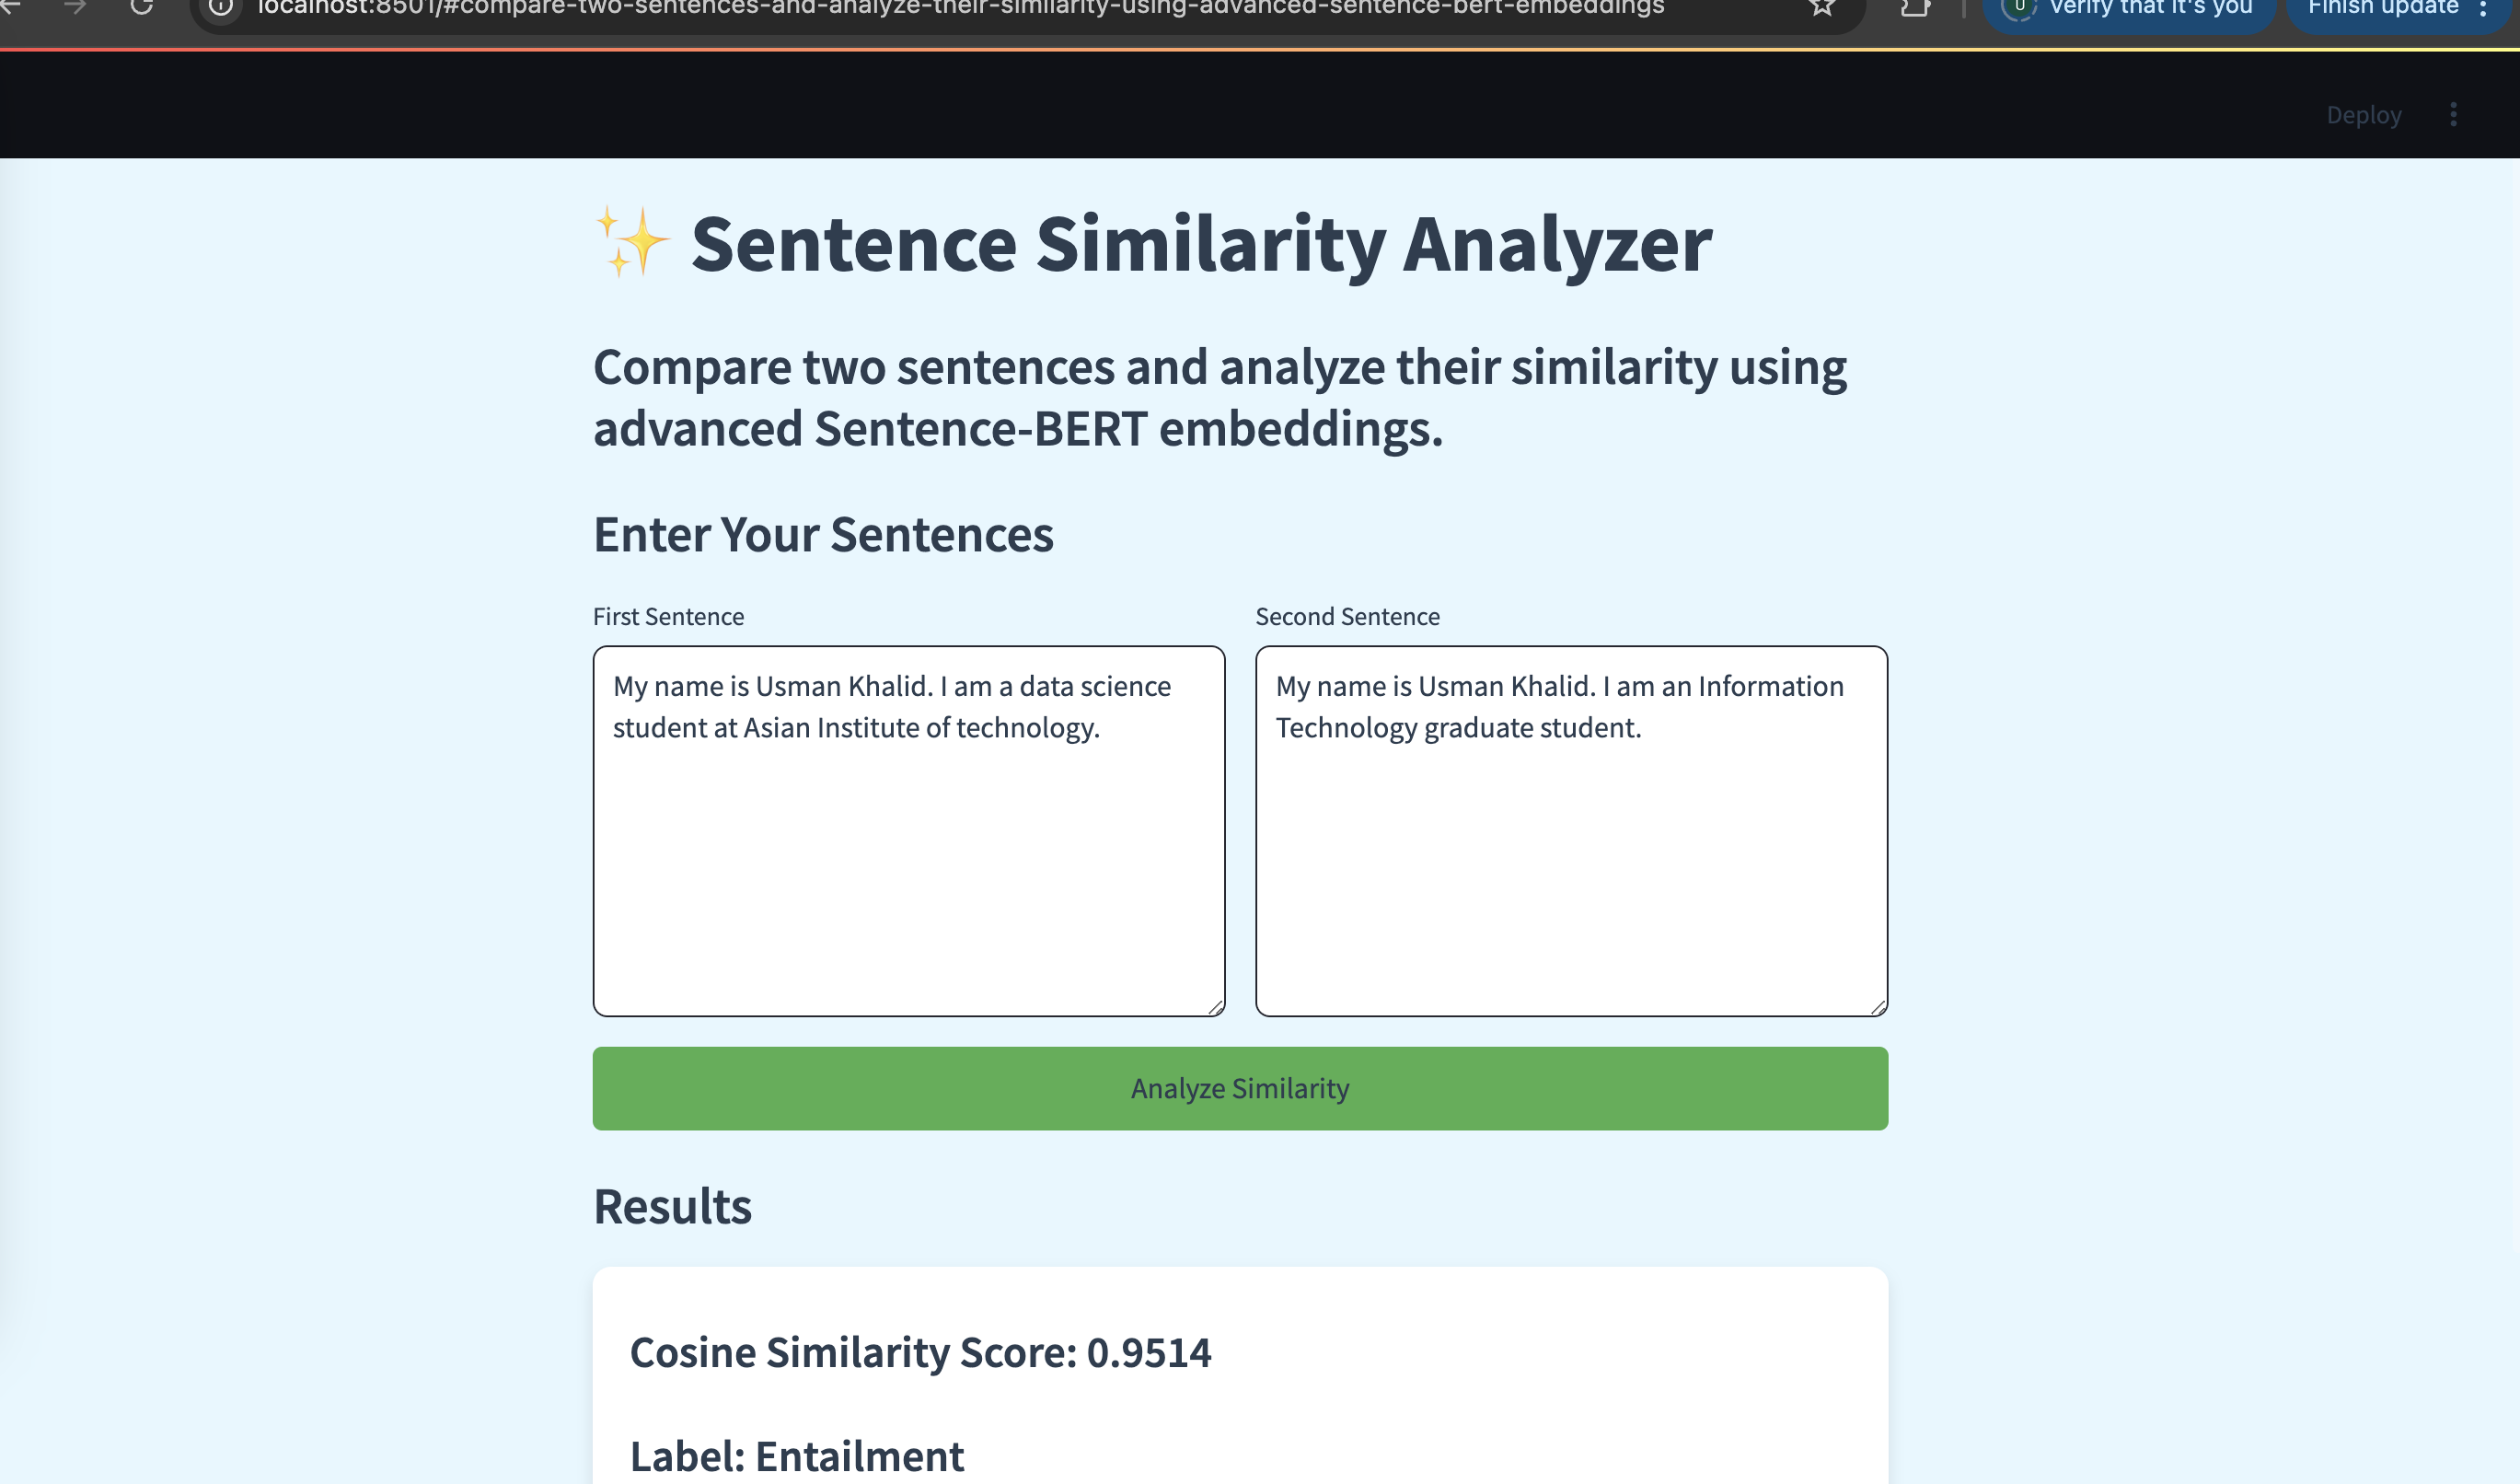 localhost:8501/#compare-two-sentences-and-analyze-their-similarity-using-advanced-sentence-bert-embeddings
U
Verify that it's you
Finish update
Deploy
✨ Sentence Similarity Analyzer
Compare two sentences and analyze their similarity using
advanced Sentence-BERT embeddings.
Enter Your Sentences
First Sentence
Second Sentence
My name is Usman Khalid. I am a data science
student at Asian Institute of technology.
My name is Usman Khalid. I am an Information
Technology graduate student.
Analyze Similarity
Results
Cosine Similarity Score: 0.9514
Label: Entailment